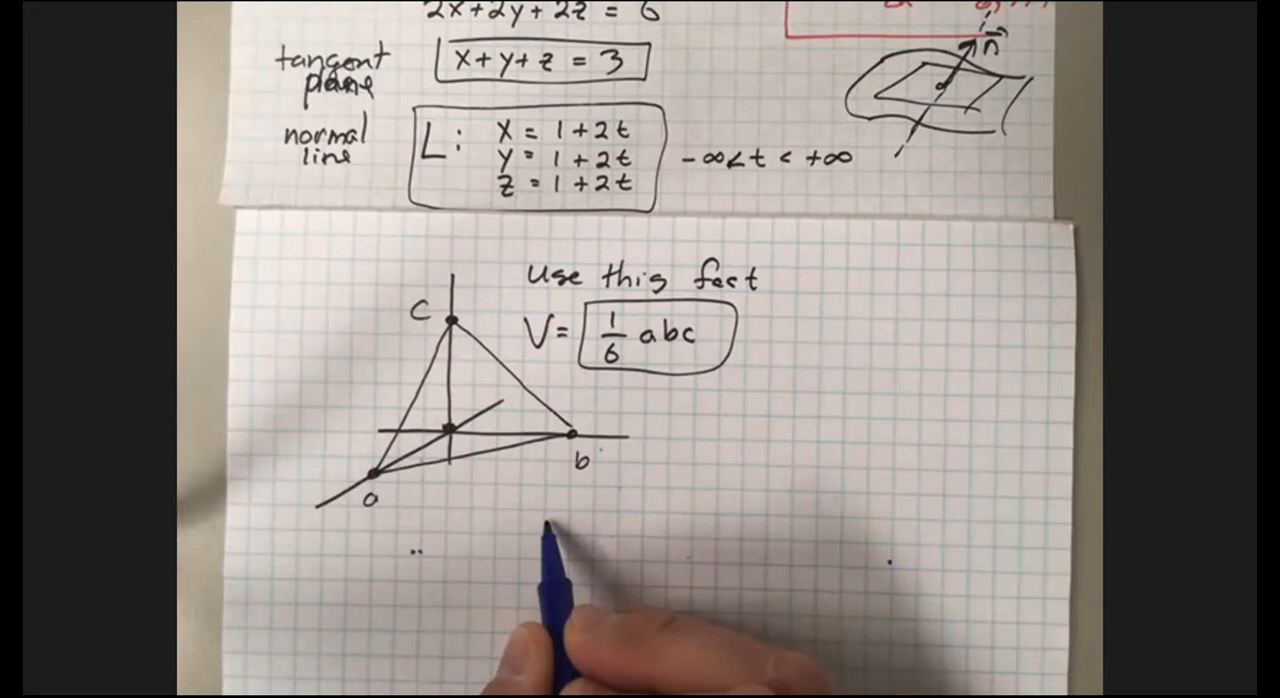 2x+2y+2z = 6
tangent plane
x+y+z = 3
n
normal line
L: x = 1+2t
y = 1+2t
z = 1+2t
-∞<t<+∞
use this fact
c
V= 1/6 abc
b
a